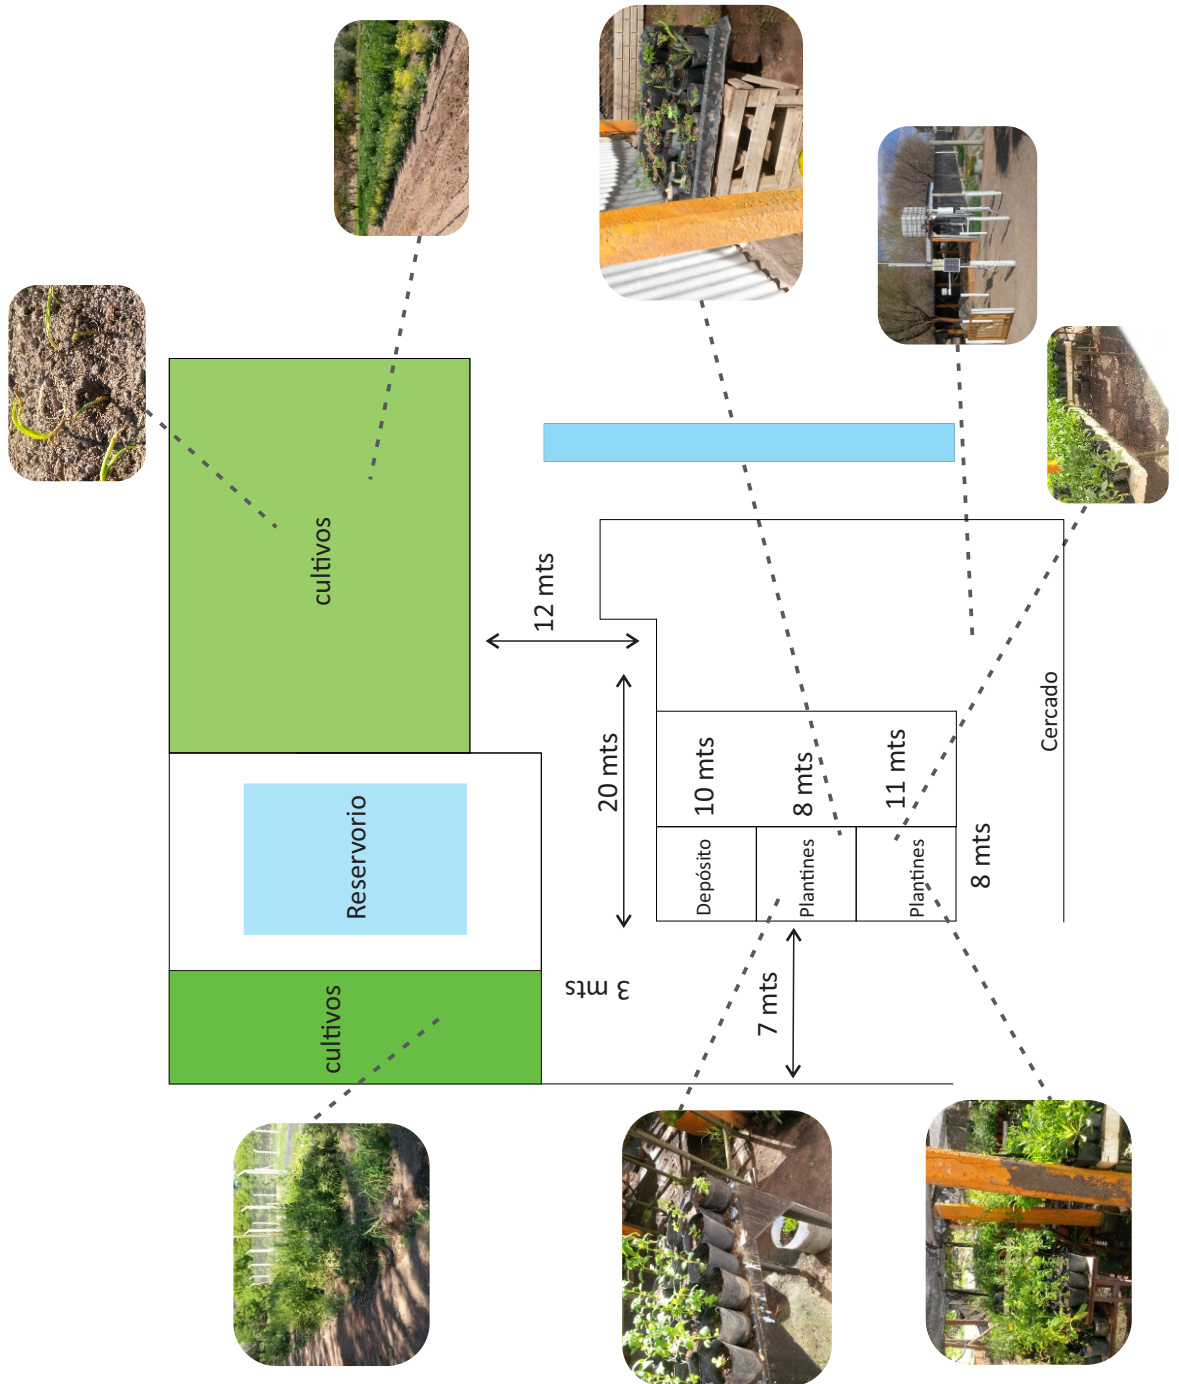 cultivos
Reservorio
cultivos
12 mts
3 mts
20 mts
Depósito
10 mts
7 mts
Plantines
8 mts
Plantines
11 mts
8 mts
Cercado